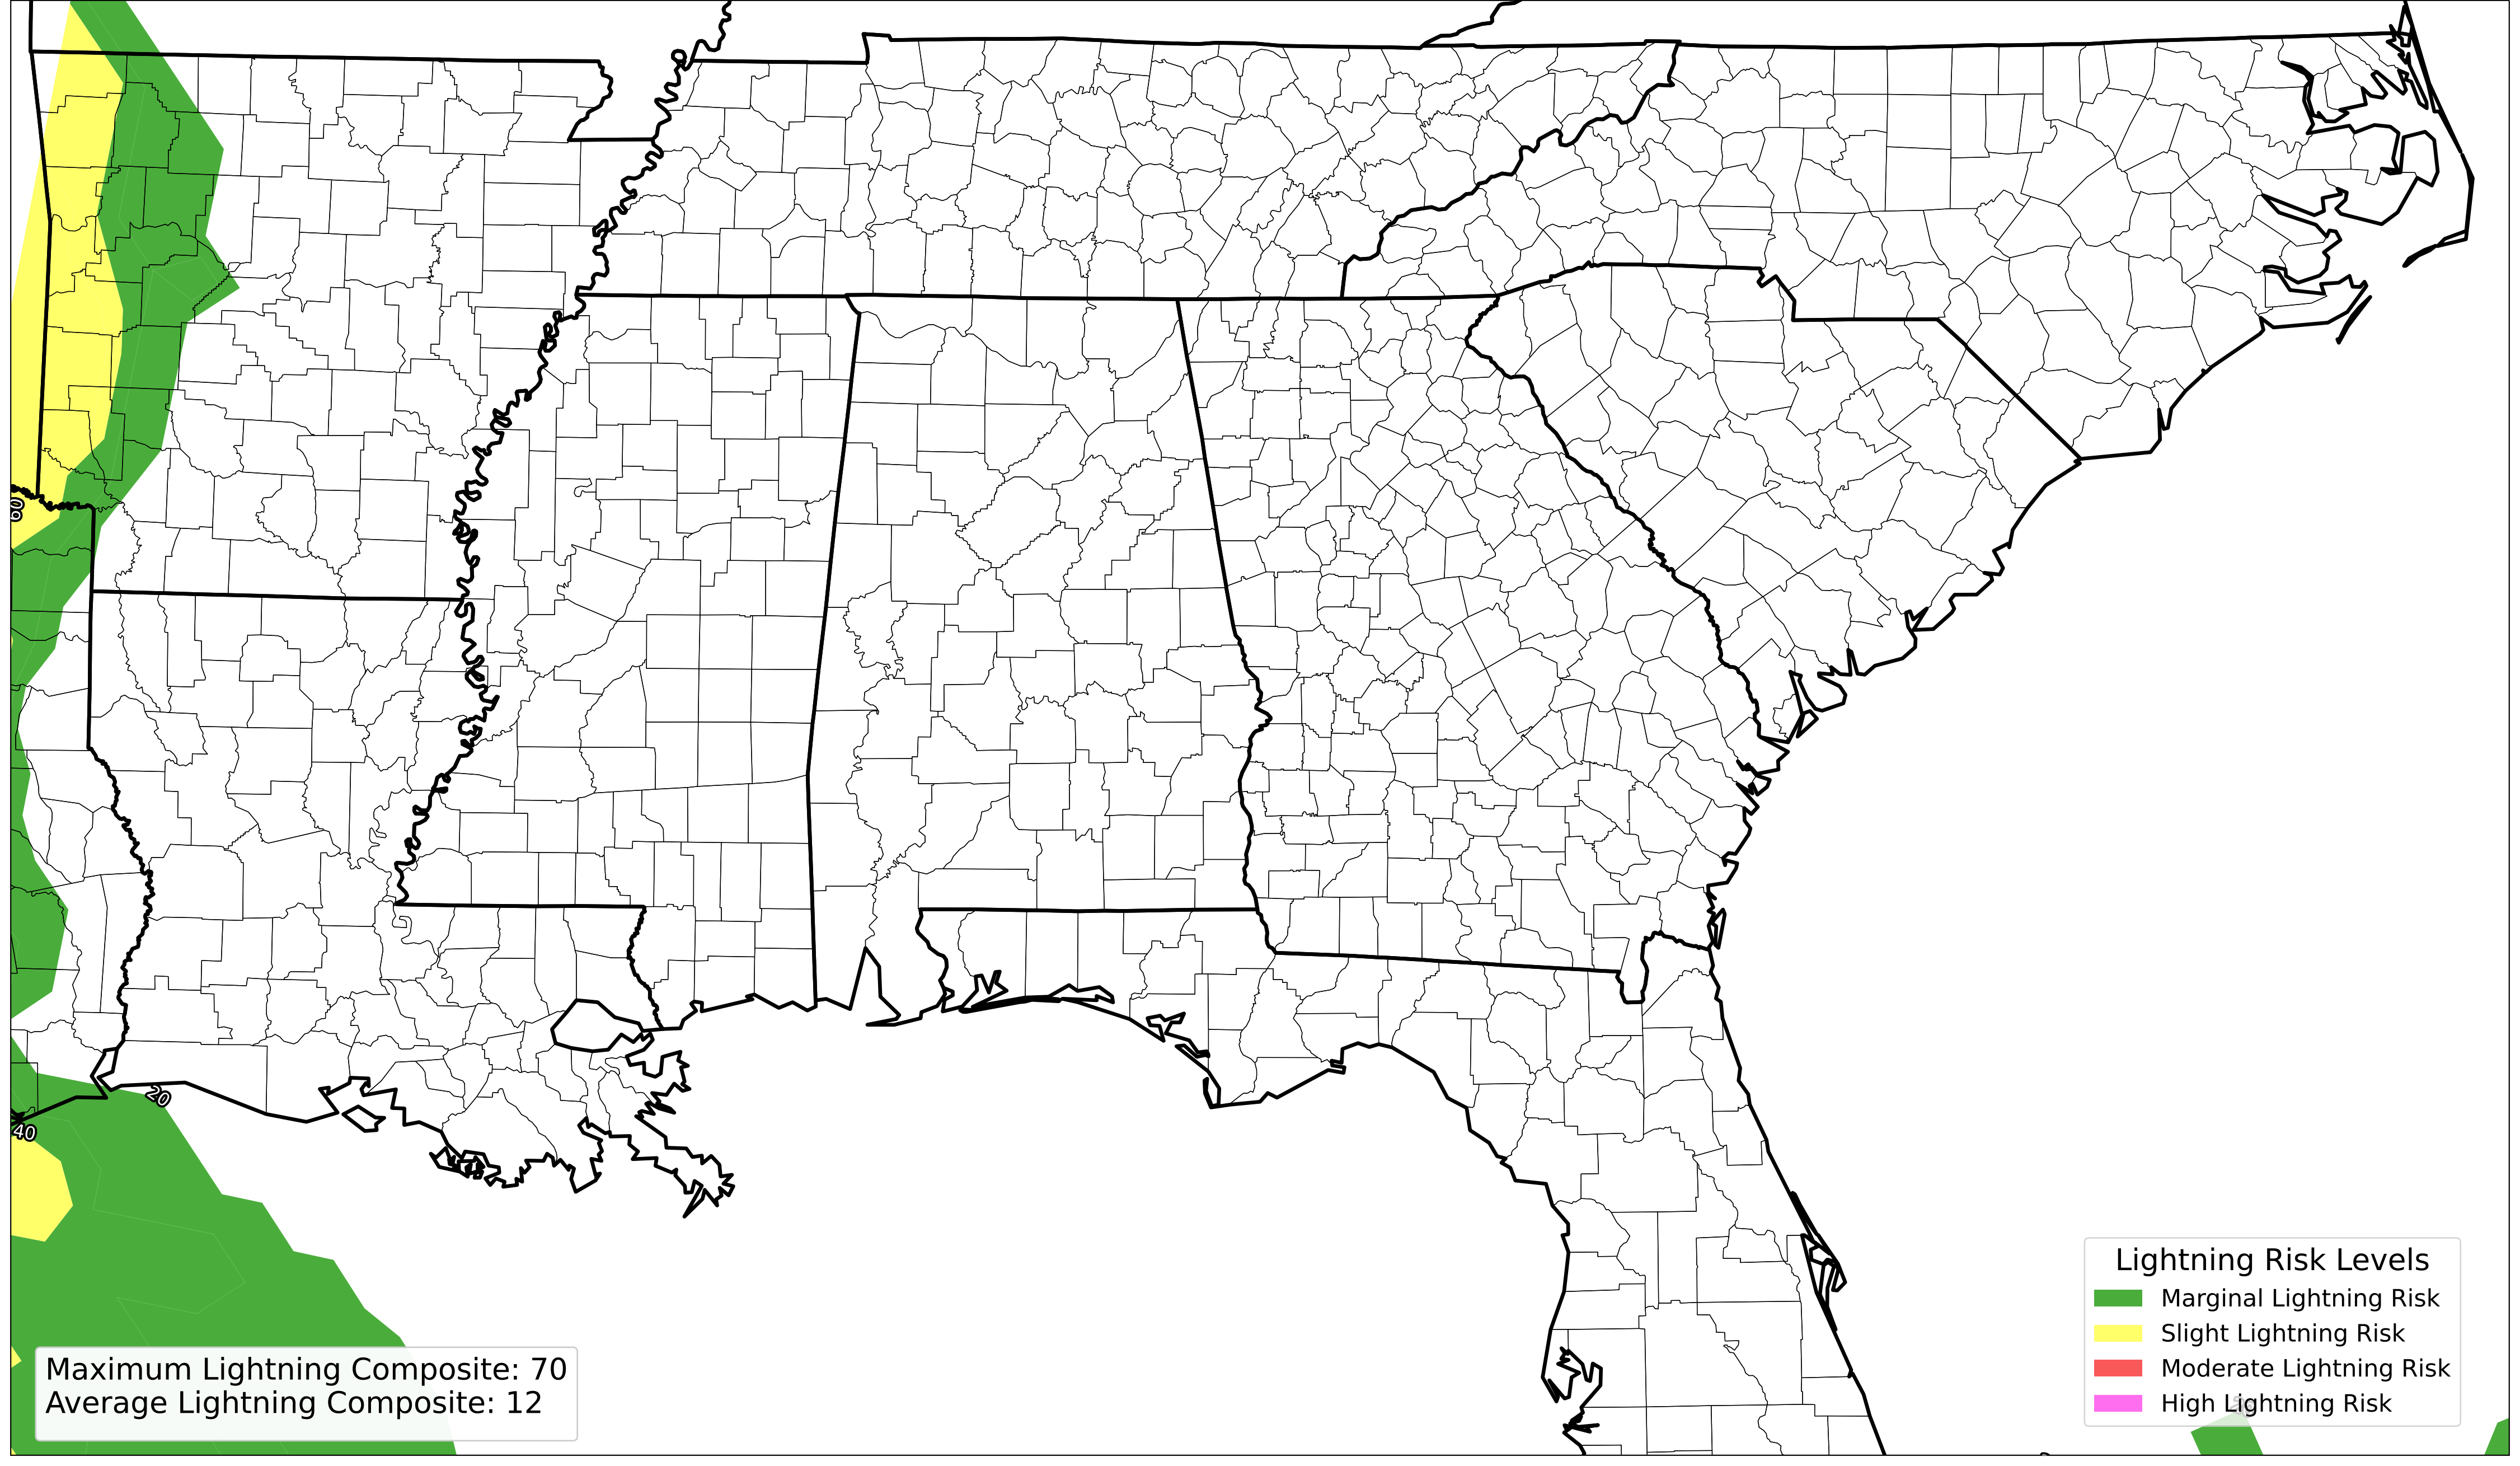 60
20
40
Lightning Risk Levels
Marginal Lightning Risk
Slight Lightning Risk
Moderate Lightning Risk
High Lightning Risk
Maximum Lightning Composite: 70
Average Lightning Composite: 12